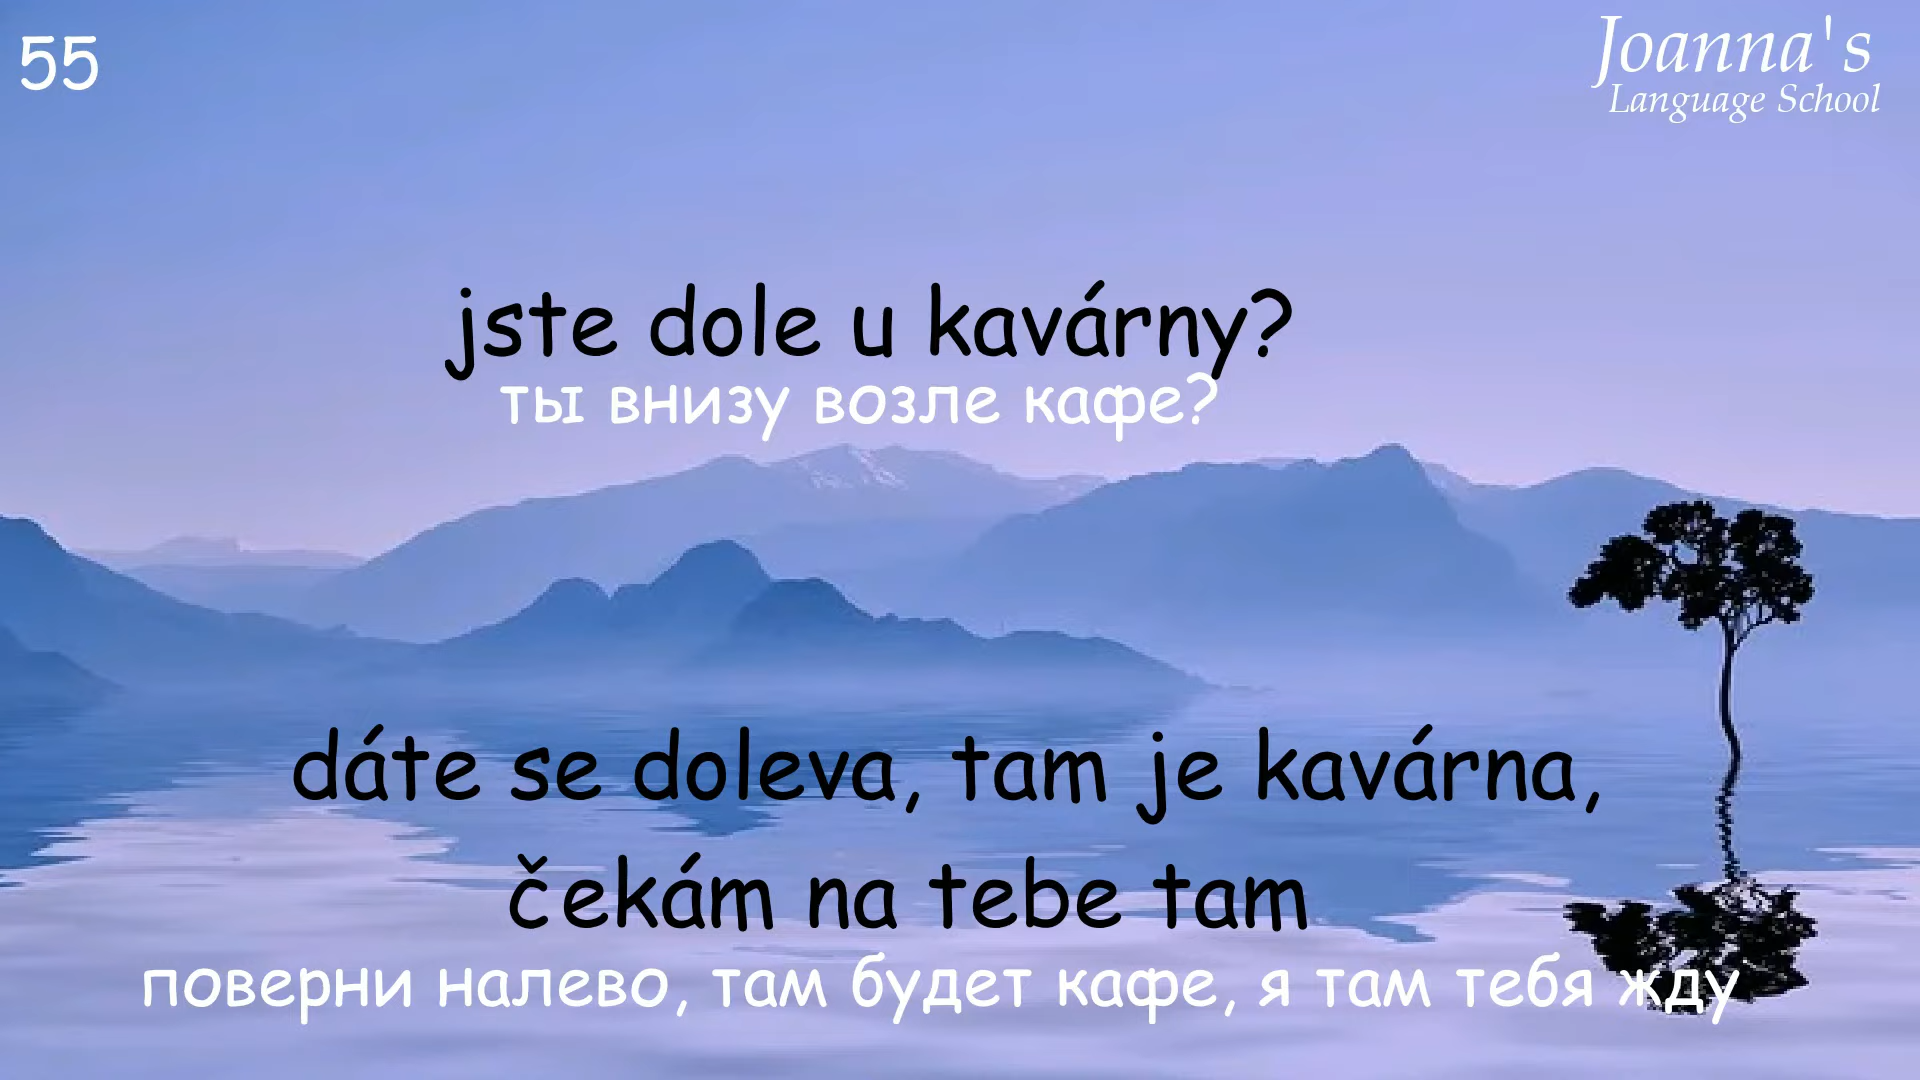 55
Joanna's
Language School
jste dole u kavárny?
ты внизу возле кафе?
dáte se doleva, tam je kavárna,
čekám na tebe tam
поверни налево, там будет кафе, я там тебя жду